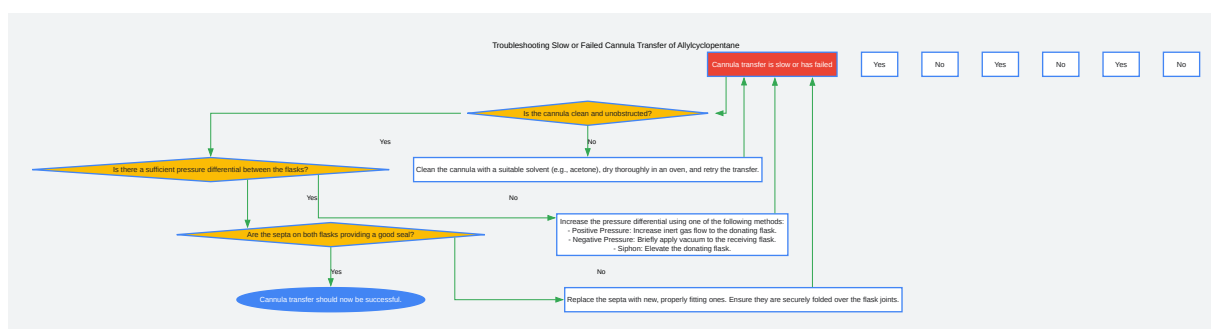 Troubleshooting Slow or Failed Cannula Transfer of Allylcyclopentane
Cannula transfer is slow or has failed
Yes
No
Yes
No
Yes
No
Is the cannula clean and unobstructed?
Yes
No
Is there a sufficient pressure differential between the flasks?
Clean the cannula with a suitable solvent (e.g., acetone), dry thoroughly in an oven, and retry the transfer.
Yes
No
Increase the pressure differential using one of the following methods:
- Positive Pressure: Increase inert gas flow to the donating flask.
- Negative Pressure: Briefly apply vacuum to the receiving flask.
- Siphon: Elevate the donating flask.
Are the septa on both flasks providing a good seal?
Yes
No
Cannula transfer should now be successful.
Replace the septa with new, properly fitting ones. Ensure they are securely folded over the flask joints.